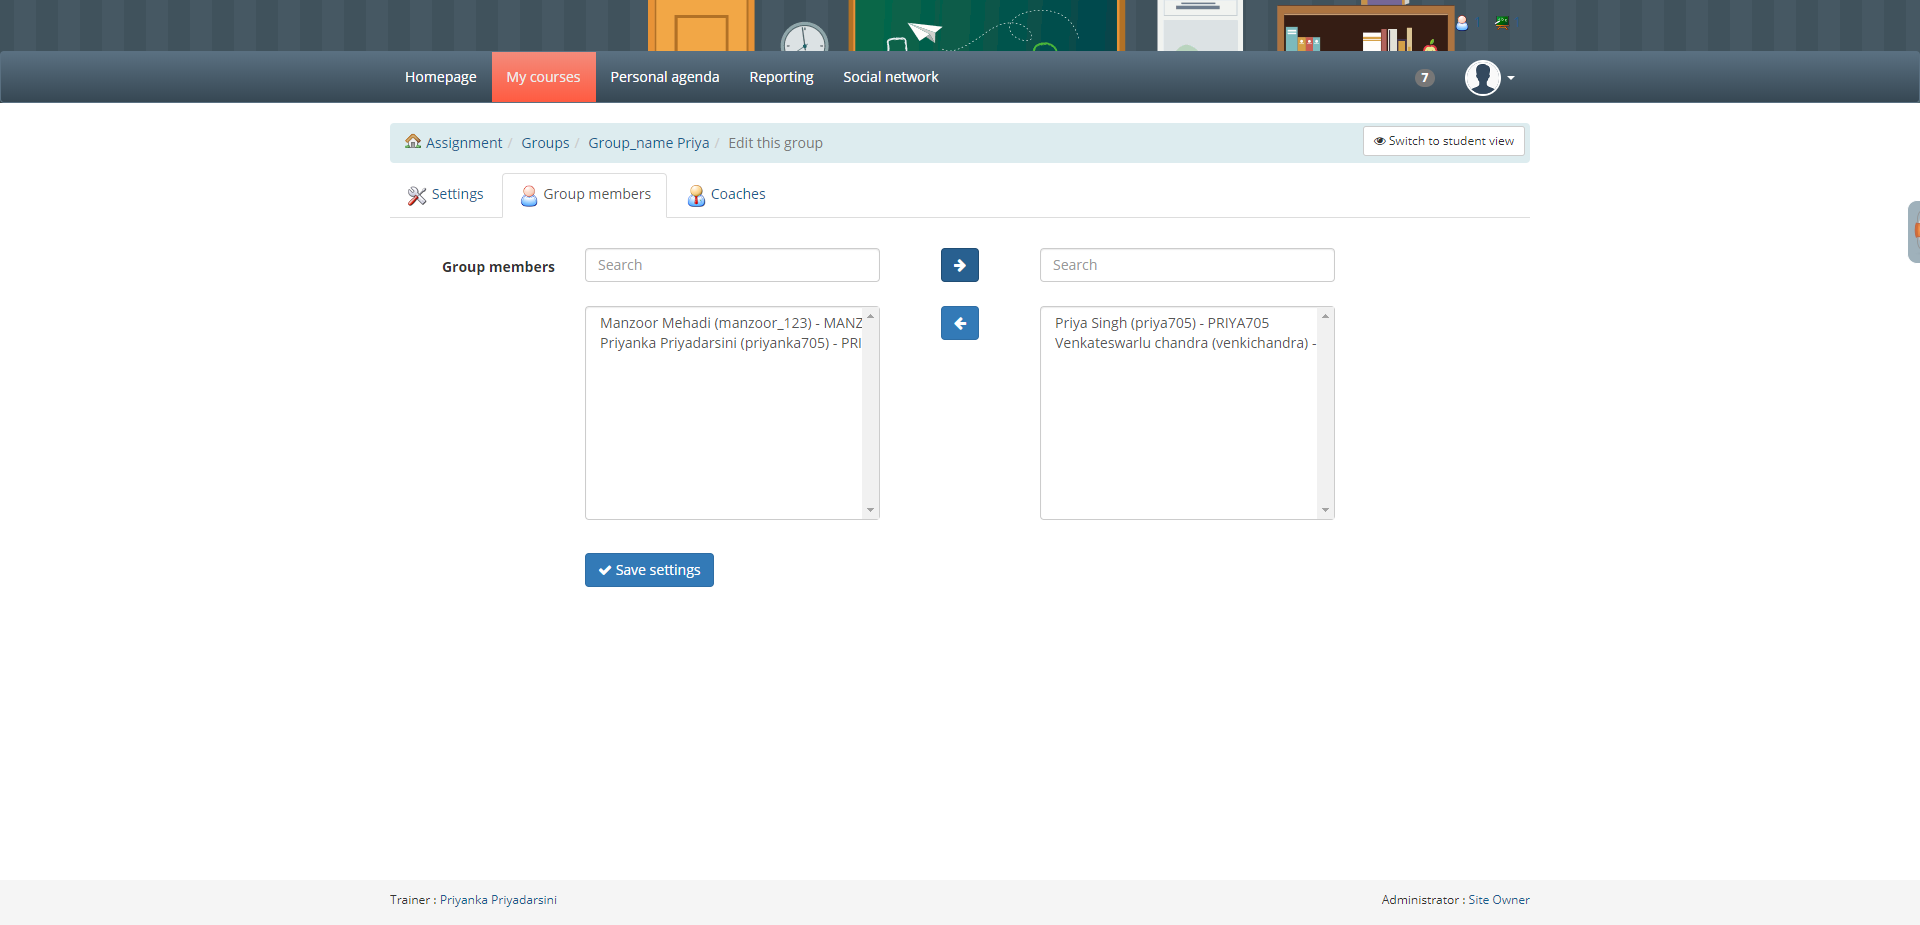 Homepage My courses Personal agenda Reporting Social network 7
Assignment / Groups / Group_name Priya / Edit this group
Switch to student view
Settings Group members Coaches
Group members Search Search
Manzoor Mehadi (manzoor_123) - MANZ
Priyanka Priyadarsini (priyanka705) - PRI
Priya Singh (priya705) - PRIYA705
Venkateswarlu chandra (venkichandra) -
Save settings
Trainer : Priyanka Priyadarsini
Administrator : Site Owner